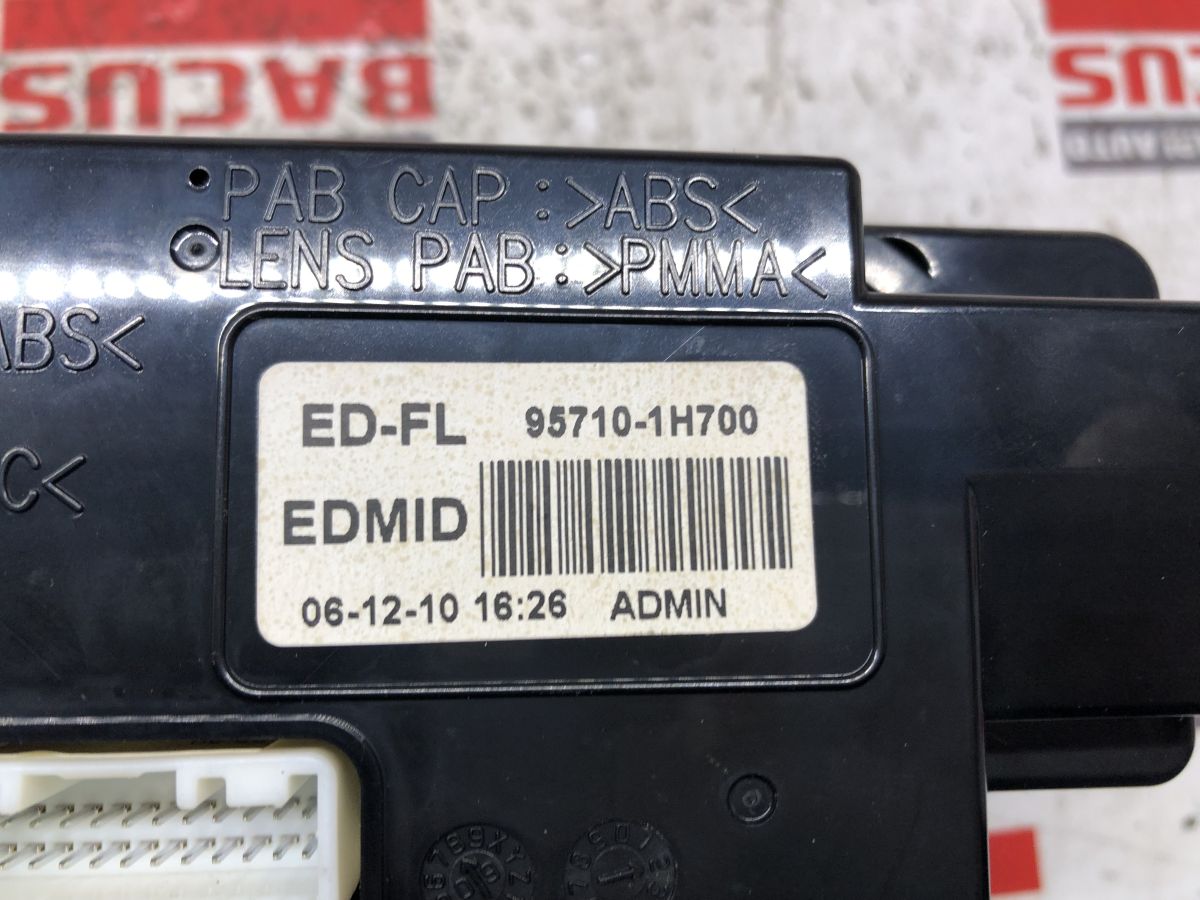 BACUS
BACUS
PAB CAP : >ABS<
LENS PAB : >PMMA<
ABS<
C<
ED-FL 95710-1H700
EDMID
06-12-10 16:26 ADMIN